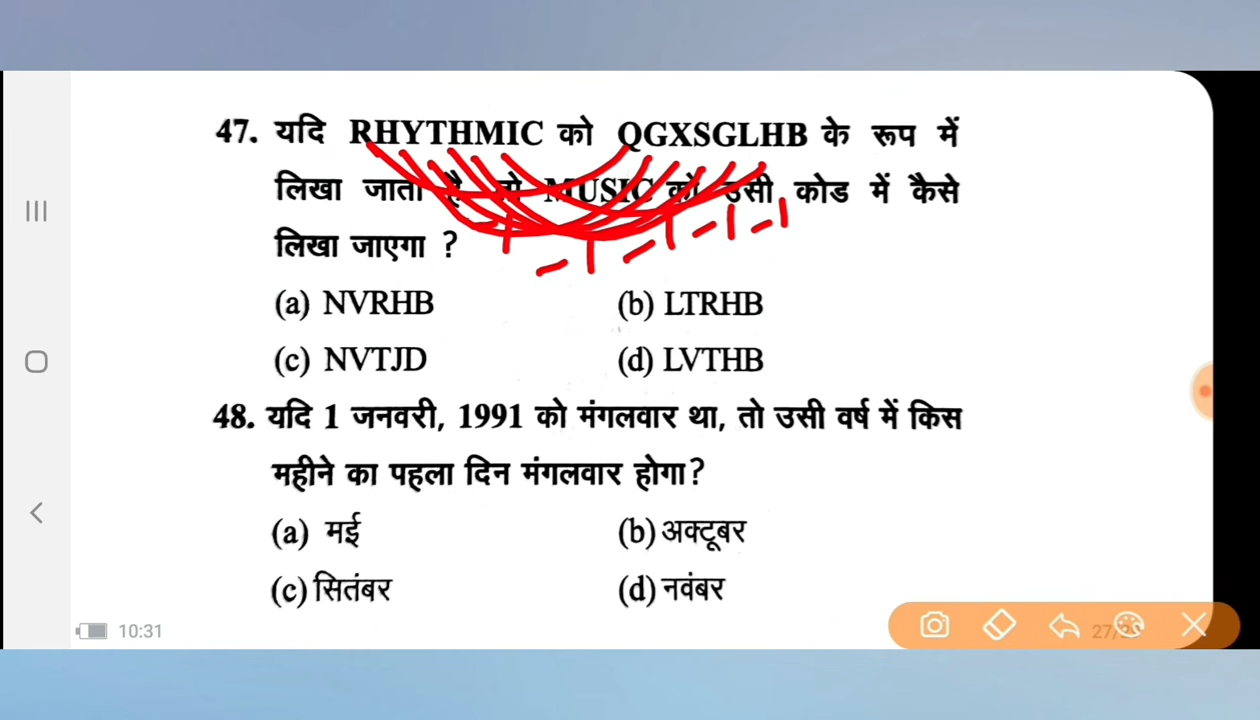 47. यदि RHYTHMIC को QGXSGLHB के रूप में
लिखा जाता है तो MUSIC को उसी कोड में कैसे
लिखा जाएगा ?
(a) NVRHB (b) LTRHB
(c) NVTJD (d) LVTHB
48. यदि 1 जनवरी, 1991 को मंगलवार था, तो उसी वर्ष में किस
महीने का पहला दिन मंगलवार होगा?
(a) मई (b) अक्टूबर
(c) सितंबर (d) नवंबर
10:31